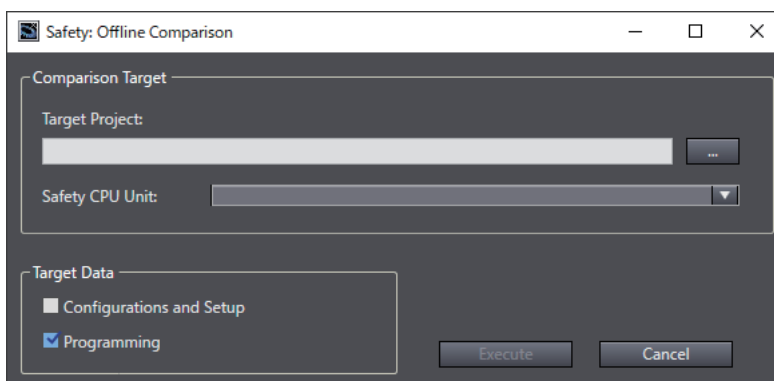 Safety: Offline Comparison
Comparison Target
Target Project:
...
Safety CPU Unit:
Target Data
Configurations and Setup
Programming
Execute
Cancel